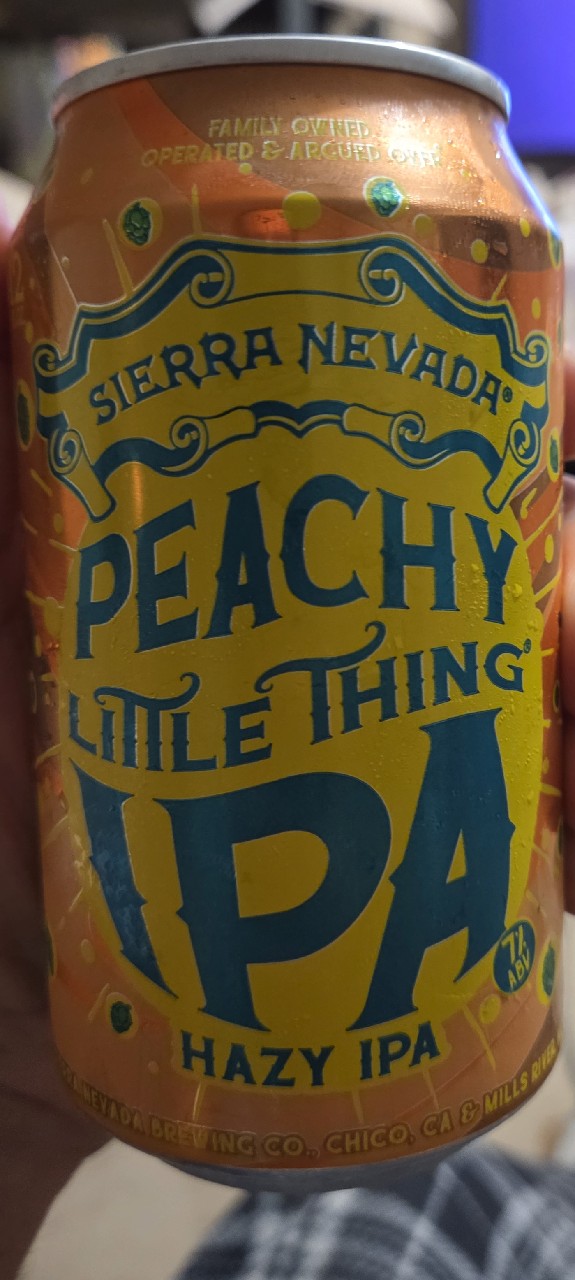 FAMILY OWNED
OPERATED & ARGUED OVER
SIERRA NEVADA®
PEACHY
LITTLE THING®
IPA
7% ABV
HAZY IPA
NEVADA BREWING CO., CHICO, CA & MILLS RIVER,